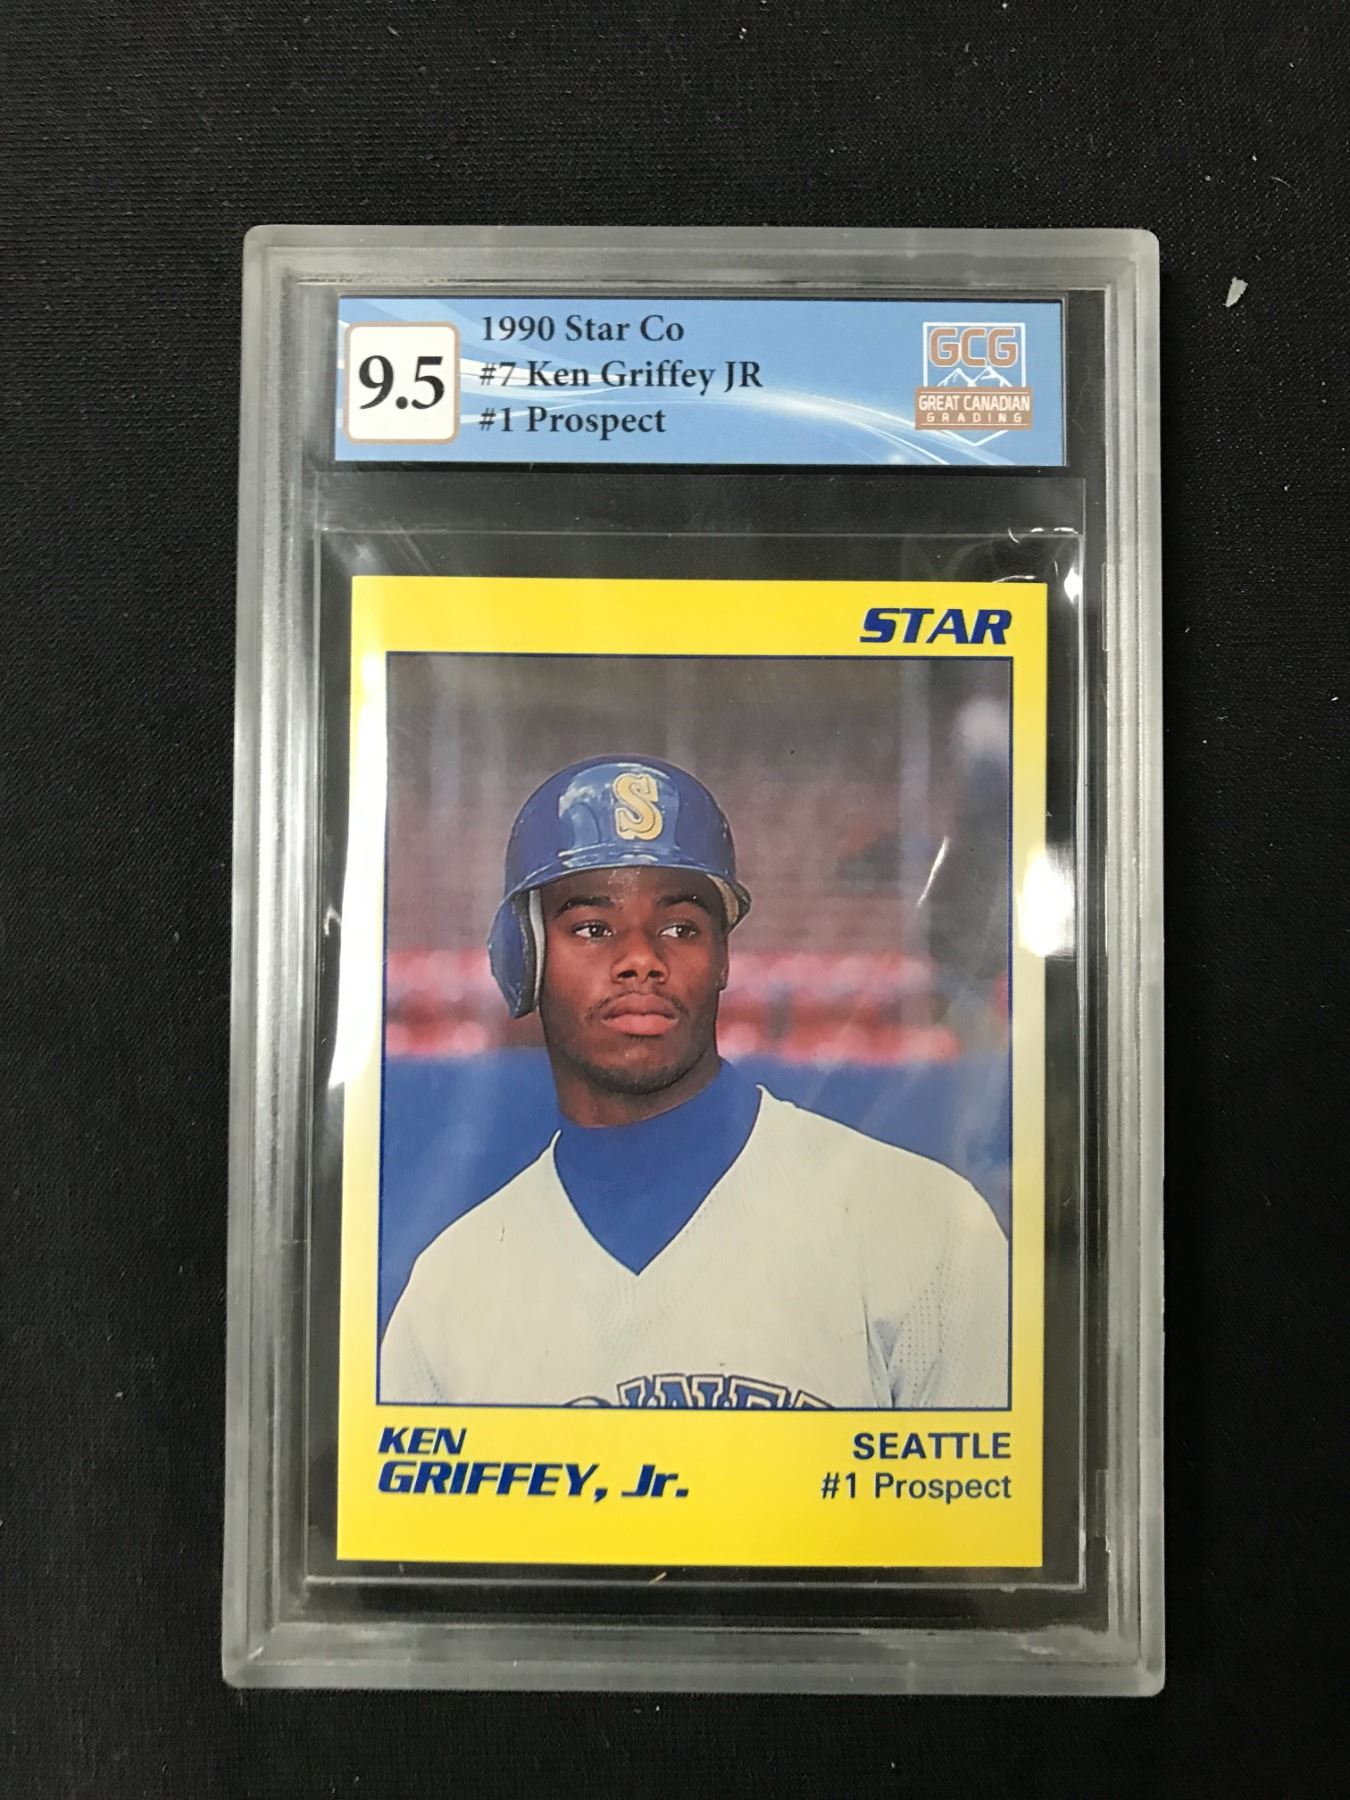 9.5
1990 Star Co
#7 Ken Griffey JR
#1 Prospect
GCG
GREAT CANADIAN
GRADING
STAR
S
KEN
GRIFFEY, Jr.
SEATTLE
#1 Prospect